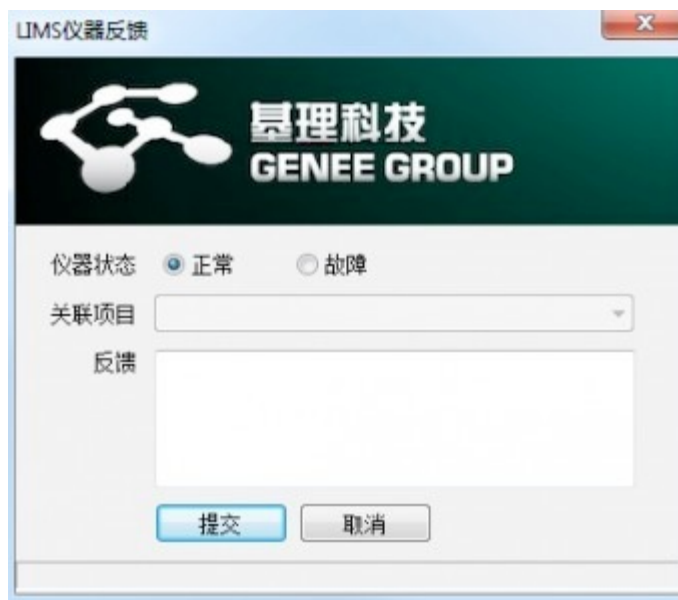 LIMS仪器反馈
基理科技
GENEE GROUP
仪器状态 正常 故障
关联项目
反馈
提交 取消